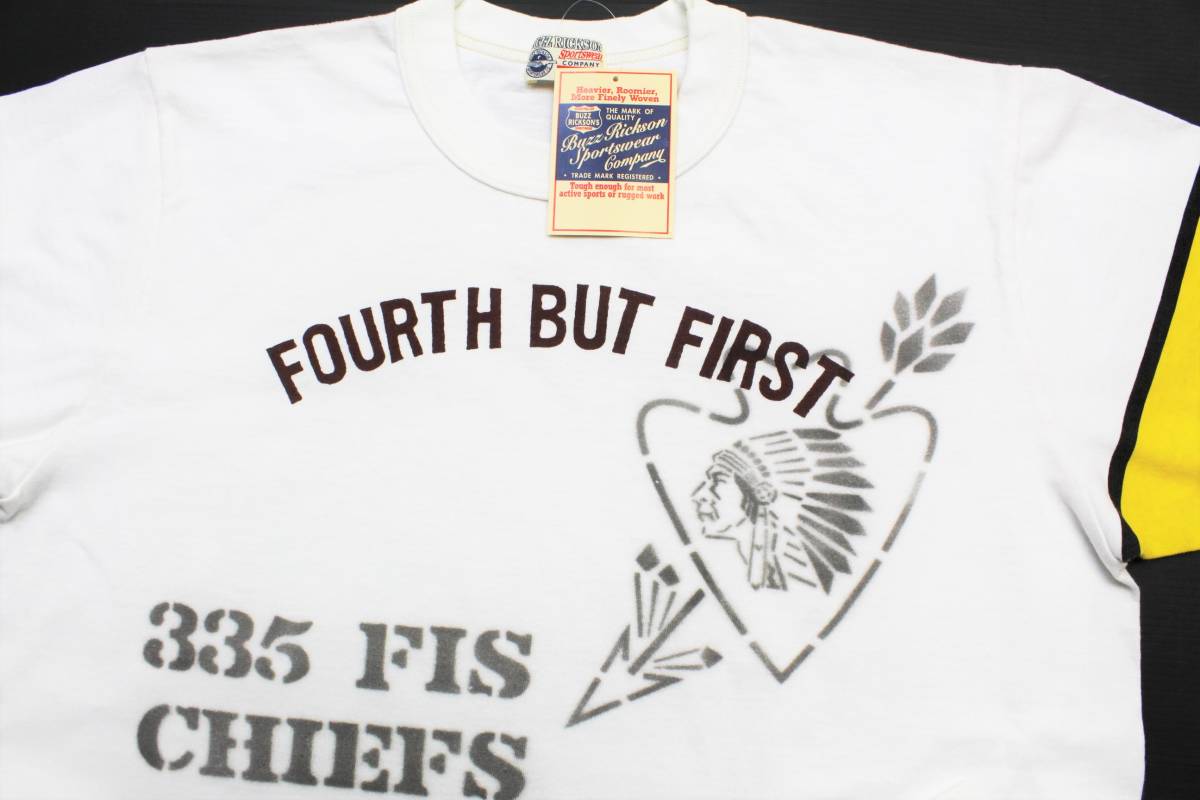 RICKSON
Sportswear
COMPANY
Heavier, Roomier,
More Finely Woven
BUZZ
RICKSON'S
THE MARK OF
QUALITY
Buzz Rickson
Sportswear
Company
• TRADE MARK REGISTERED •
Tough enough for most
active sports or rugged work
FOURTH BUT FIRST
335 FIS
CHIEFS